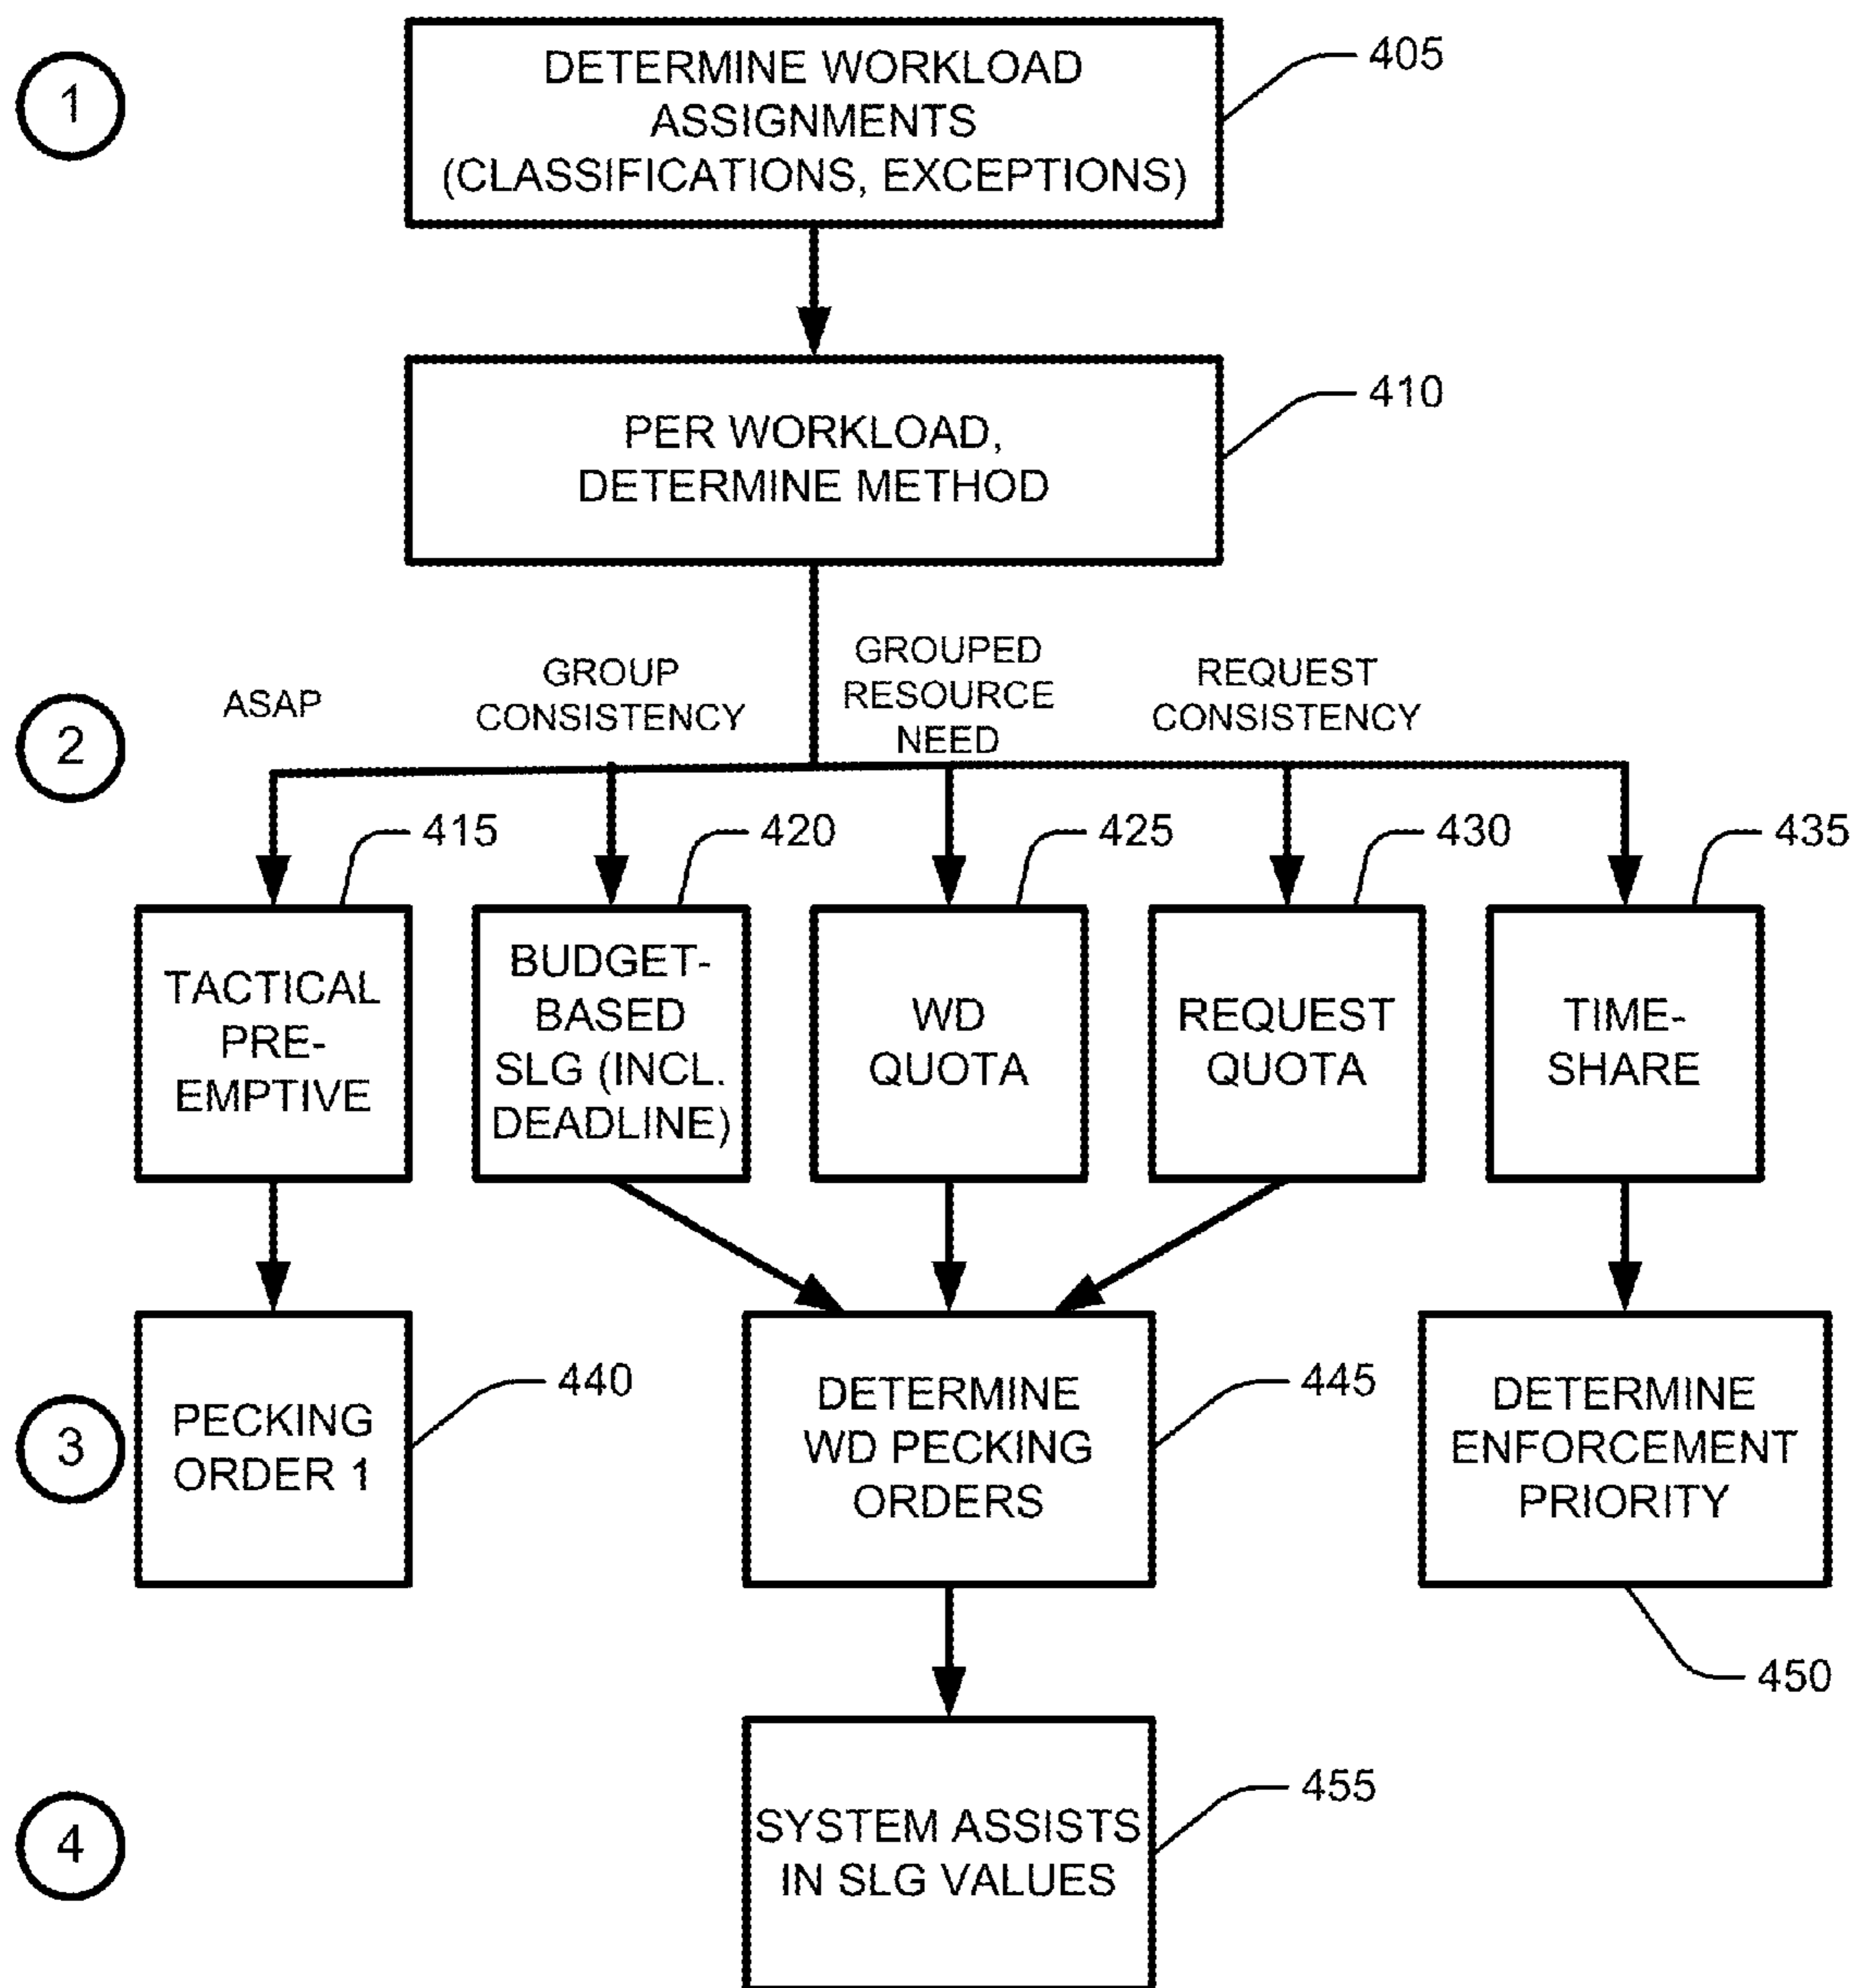 1
DETERMINE WORKLOAD
ASSIGNMENTS
(CLASSIFICATIONS, EXCEPTIONS)
405
PER WORKLOAD,
DETERMINE METHOD
410
2
ASAP
GROUP
CONSISTENCY
GROUPED
RESOURCE
NEED
REQUEST
CONSISTENCY
415
420
425
430
435
TACTICAL
PRE-
EMPTIVE
BUDGET-
BASED
SLG (INCL.
DEADLINE)
WD
QUOTA
REQUEST
QUOTA
TIME-
SHARE
3
PECKING
ORDER 1
440
DETERMINE
WD PECKING
ORDERS
445
DETERMINE
ENFORCEMENT
PRIORITY
450
4
SYSTEM ASSISTS
IN SLG VALUES
455